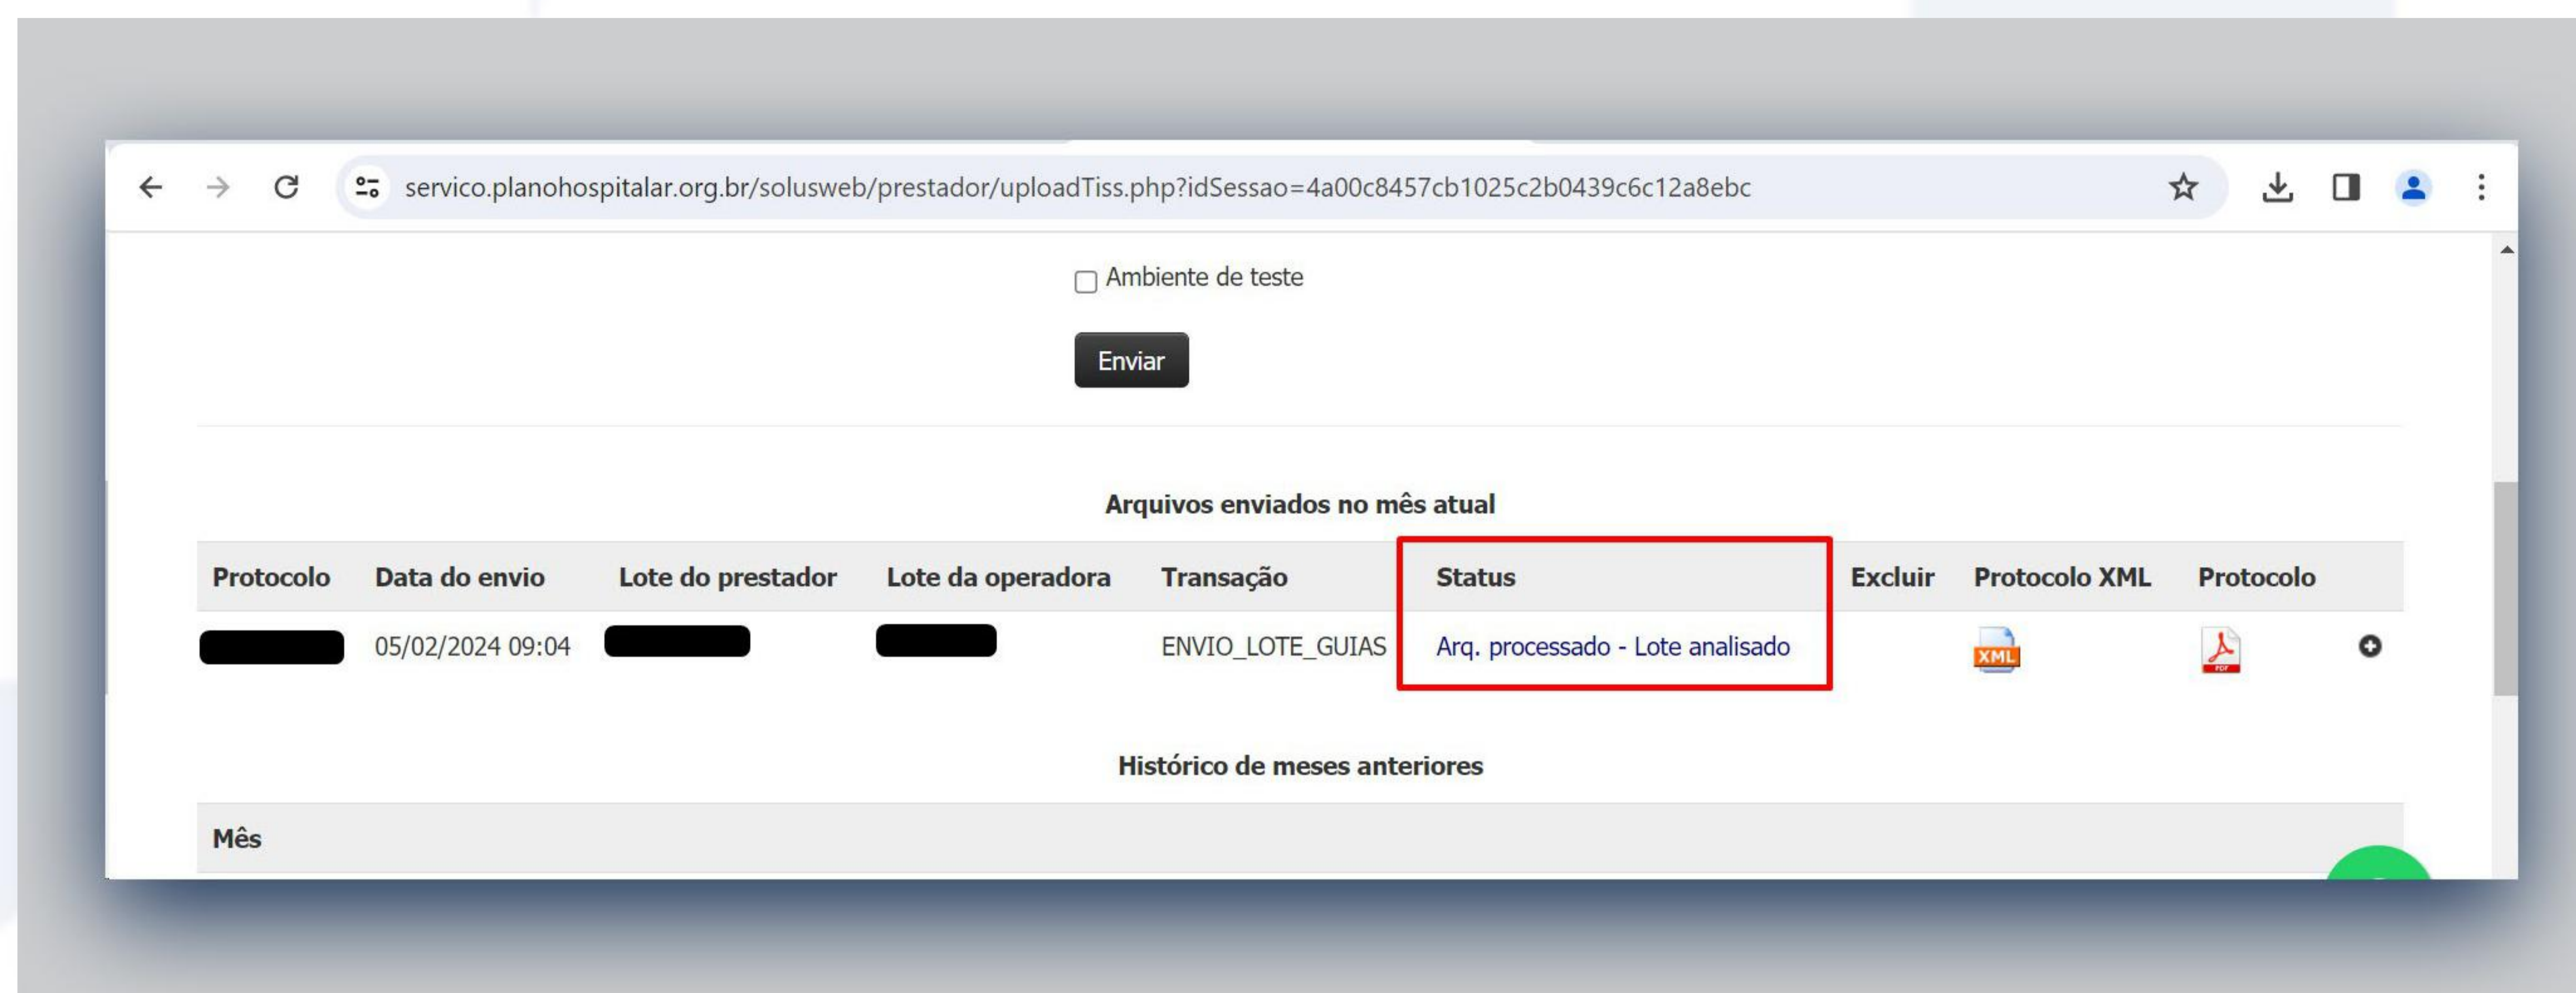 servico.planohospitalar.org.br/solusweb/prestador/uploadTiss.php?idSessao=4a00c8457cb1025c2b0439c6c12a8ebc
Ambiente de teste
Enviar
Arquivos enviados no mês atual
Protocolo Data do envio Lote do prestador Lote da operadora Transação Status Excluir Protocolo XML Protocolo
05/02/2024 09:04 ENVIO_LOTE_GUIAS Arq. processado - Lote analisado XML PDF
Histórico de meses anteriores
Mês